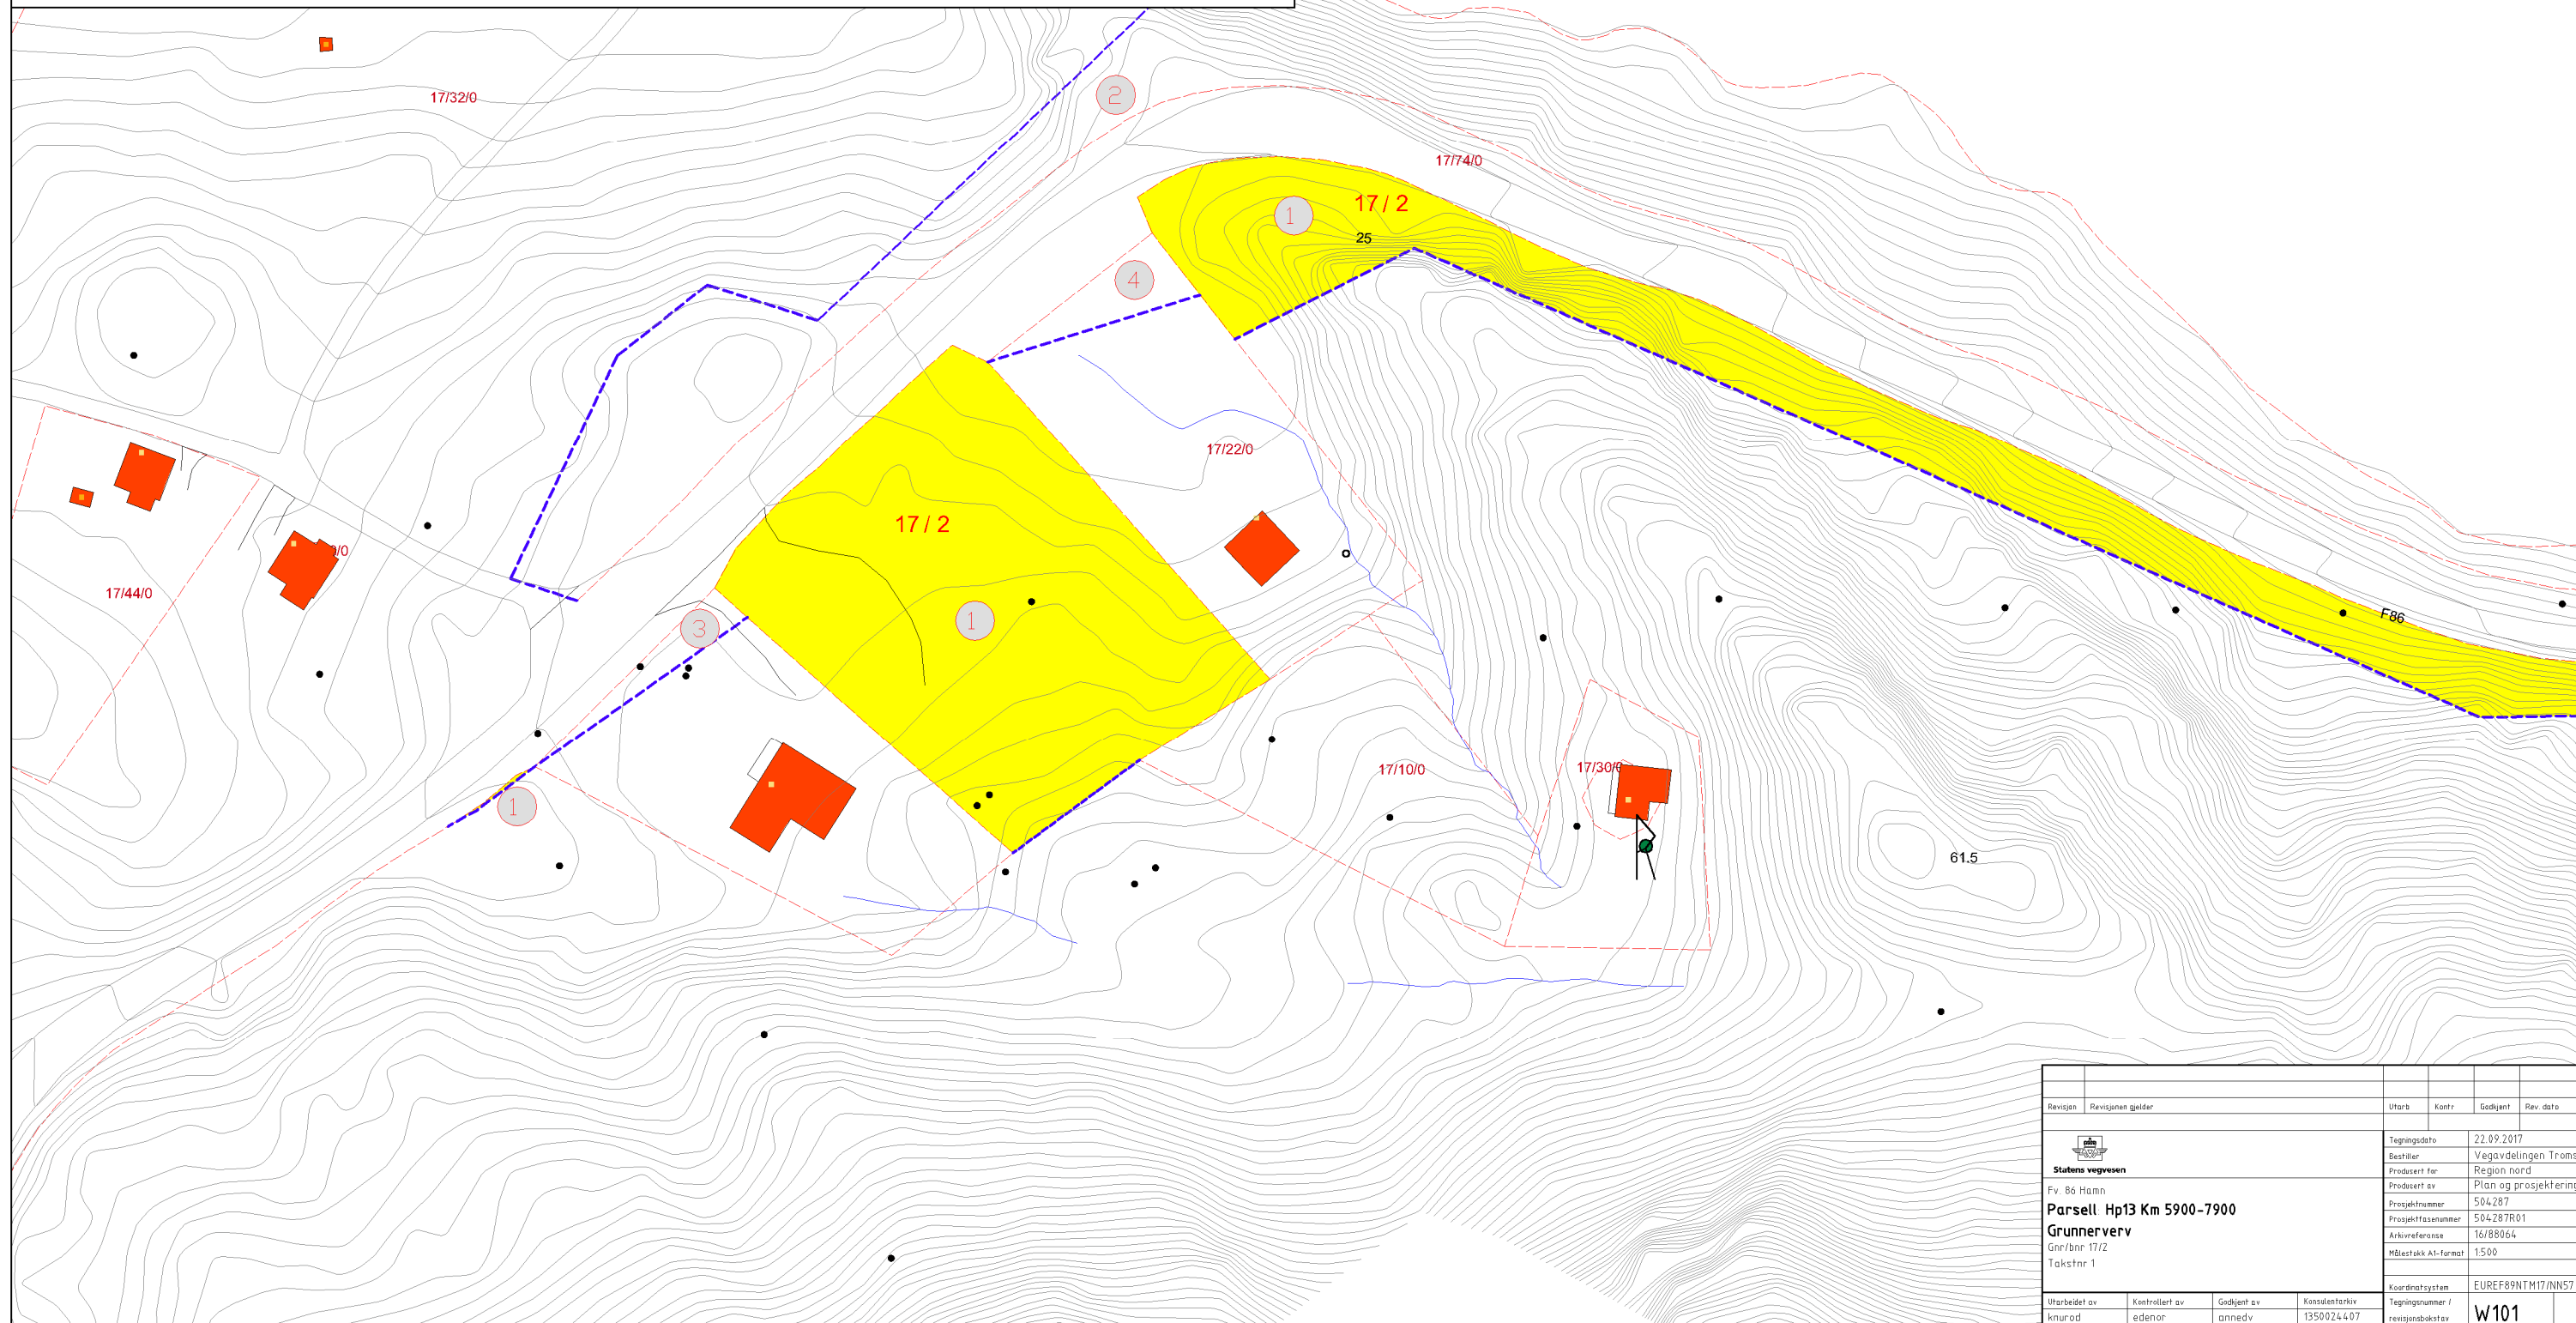 17/32/0
2
17/74/0
17 / 2
1
25
4
17/22/0
17 / 2
/0
17/44/0
1
3
F86
17/10/0
17/30/0
1
61.5
Revisjon Revisjonen gjelder Utarb Kontr Godkjent Rev. dato
Statens vegvesen
Tegningsdato 22.09.2017
Bestiller Vegavdelingen Troms
Produsert for Region nord
Produsert av Plan og prosjektering
Fv. 86 Hamn
Parsell: Hp13 Km 5900-7900
Grunnerverv
Gnr/bnr 17/2
Takstnr 1
Prosjektnummer 504287
Prosjektfasenummer 504287R01
Arkivreferanse 16/88064
Målestokk A1-format 1:500
Koordinatsystem EUREF89NTM17/NN57
Utarbeidet av Kontrollert av Godkjent av Konsulentarkiv
knurod edenor annedv 1350024407
Tegningsnummer / revisjonsbokstav W101